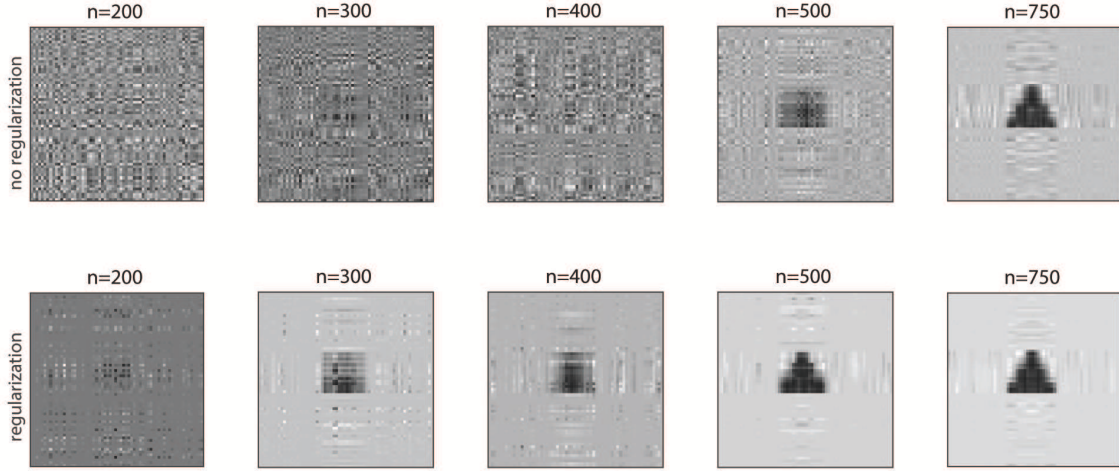 n=200 n=300 n=400 n=500 n=750
no regularization
n=200 n=300 n=400 n=500 n=750
regularization